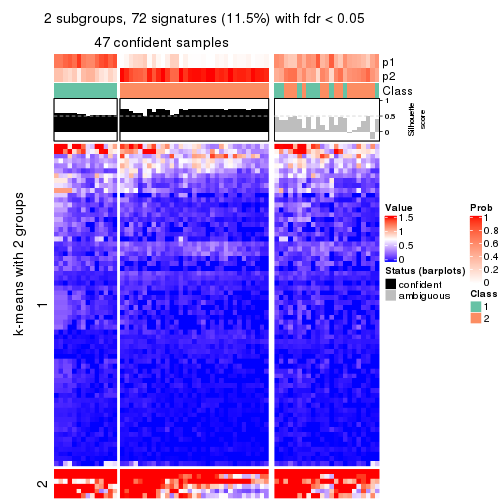 2 subgroups, 72 signatures (11.5%) with fdr < 0.05
47 confident samples
p1
p2
Class
1
0.5
0
Silhouette
score
k-means with 2 groups
1
2
Value
1.5
1
0.5
0
Status (barplots)
confident
ambiguous
Prob
1
0.8
0.6
0.4
0.2
0
Class
1
2